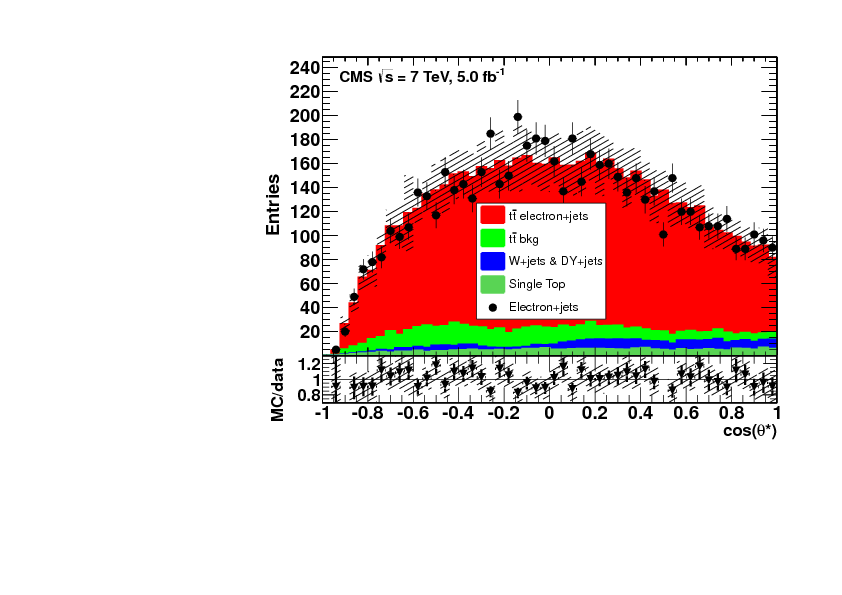 CMS √s = 7 TeV, 5.0 fb⁻¹
Entries
240
220
200
180
160
140
120
100
80
60
40
20
tt̄ electron+jets
tt̄ bkg
W+jets & DY+jets
Single Top
Electron+jets
MC/data
1.2
1
0.8
-1 -0.8 -0.6 -0.4 -0.2 0 0.2 0.4 0.6 0.8 1
cos(θ*)